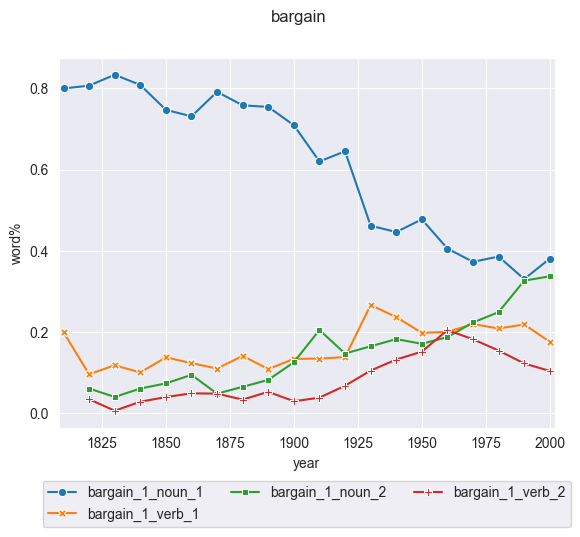 bargain
0.8
0.6
0.4
0.2
0.0
word%
1825 1850 1875 1900 1925 1950 1975 2000
year
bargain_1_noun_1 bargain_1_noun_2 bargain_1_verb_2
bargain_1_verb_1